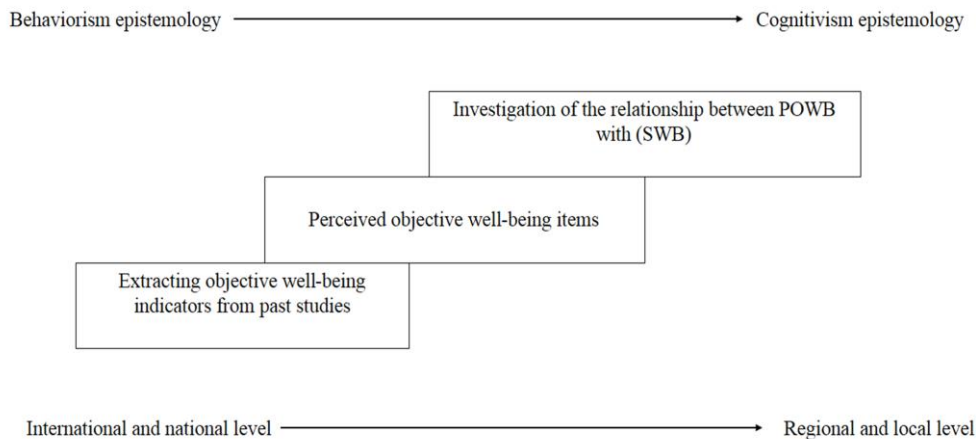 Behaviorism epistemology
Cognitivism epistemology
Investigation of the relationship between POWB
with (SWB)
Perceived objective well-being items
Extracting objective well-being
indicators from past studies
International and national level
Regional and local level